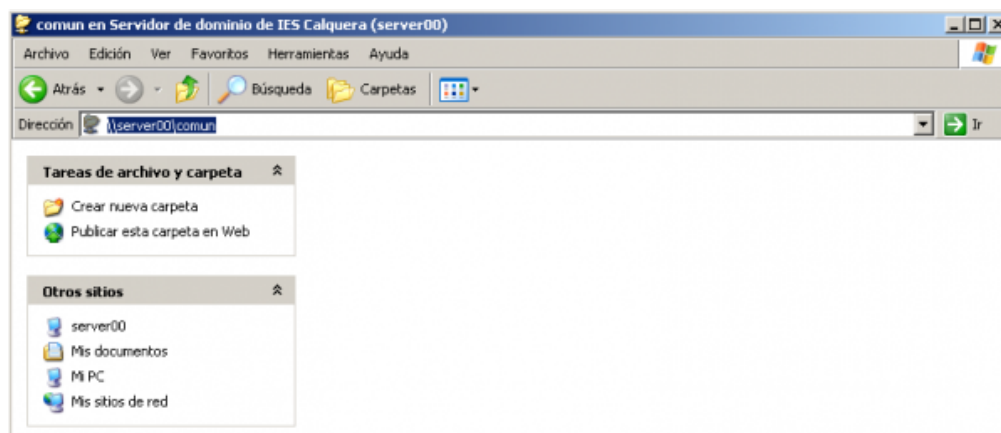 comun en Servidor de dominio de IES Calquera (server00)
Archivo Edición Ver Favoritos Herramientas Ayuda
Atrás Búsqueda Carpetas
Dirección \\server00\comun Ir
Tareas de archivo y carpeta
Crear nueva carpeta
Publicar esta carpeta en Web
Otros sitios
server00
Mis documentos
Mi PC
Mis sitios de red